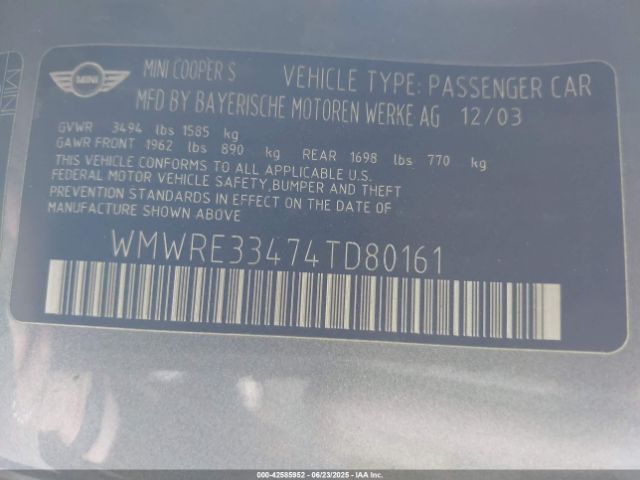 MINI
MINI COOPER S VEHICLE TYPE: PASSENGER CAR
MFD BY BAYERISCHE MOTOREN WERKE AG 12/03
GVWR 3494 lbs 1585 kg
GAWR FRONT 1962 lbs 890 kg REAR 1698 lbs 770 kg
THIS VEHICLE CONFORMS TO ALL APPLICABLE U.S.
FEDERAL MOTOR VEHICLE SAFETY,BUMPER AND THEFT
PREVENTION STANDARDS IN EFFECT ON THE DATE OF
MANUFACTURE SHOWN ABOVE
WMWRE33474TD80161
MINI
000-42585952 06/23/2025 - IAAI.COM